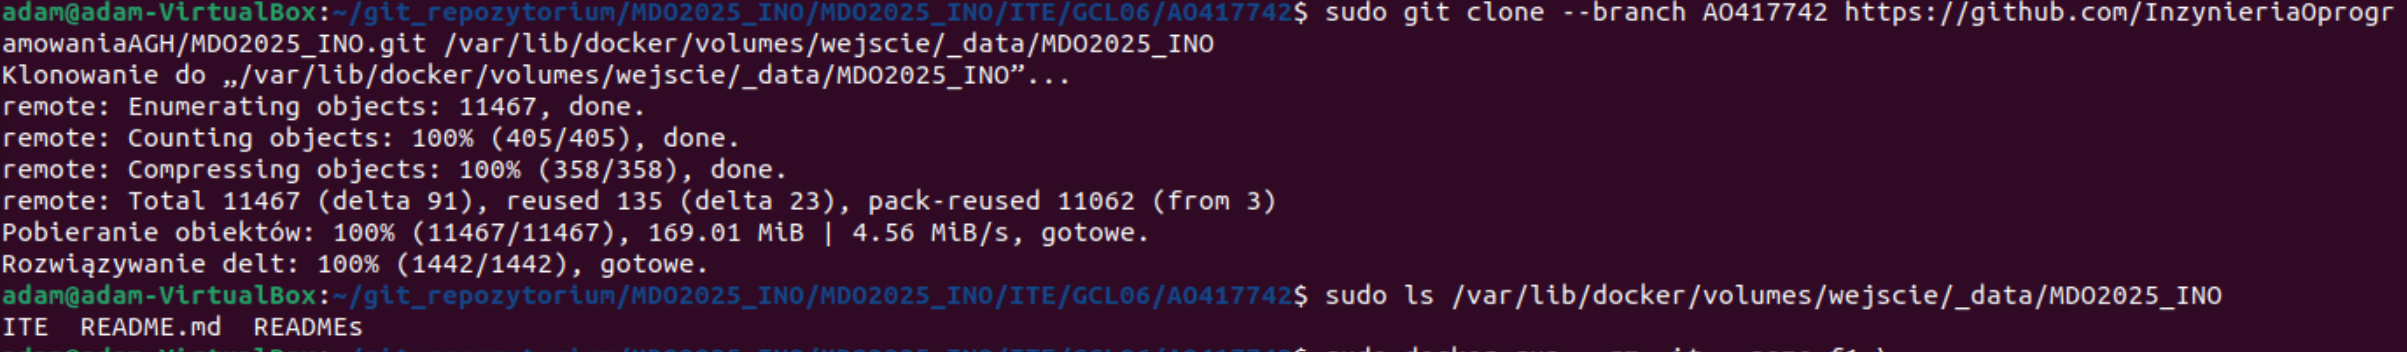 adam@adam-VirtualBox:~/git_repozytorium/MDO2025_INO/MDO2025_INO/ITE/GCL06/AO417742$ sudo git clone --branch AO417742 https://github.com/InzynieriaOprogr
amowaniaAGH/MDO2025_INO.git /var/lib/docker/volumes/wejscie/_data/MDO2025_INO
Klonowanie do „/var/lib/docker/volumes/wejscie/_data/MDO2025_INO”...
remote: Enumerating objects: 11467, done.
remote: Counting objects: 100% (405/405), done.
remote: Compressing objects: 100% (358/358), done.
remote: Total 11467 (delta 91), reused 135 (delta 23), pack-reused 11062 (from 3)
Pobieranie obiektów: 100% (11467/11467), 169.01 MiB | 4.56 MiB/s, gotowe.
Rozwiązywanie delt: 100% (1442/1442), gotowe.
adam@adam-VirtualBox:~/git_repozytorium/MDO2025_INO/MDO2025_INO/ITE/GCL06/AO417742$ sudo ls /var/lib/docker/volumes/wejscie/_data/MDO2025_INO
ITE  README.md  READMEs